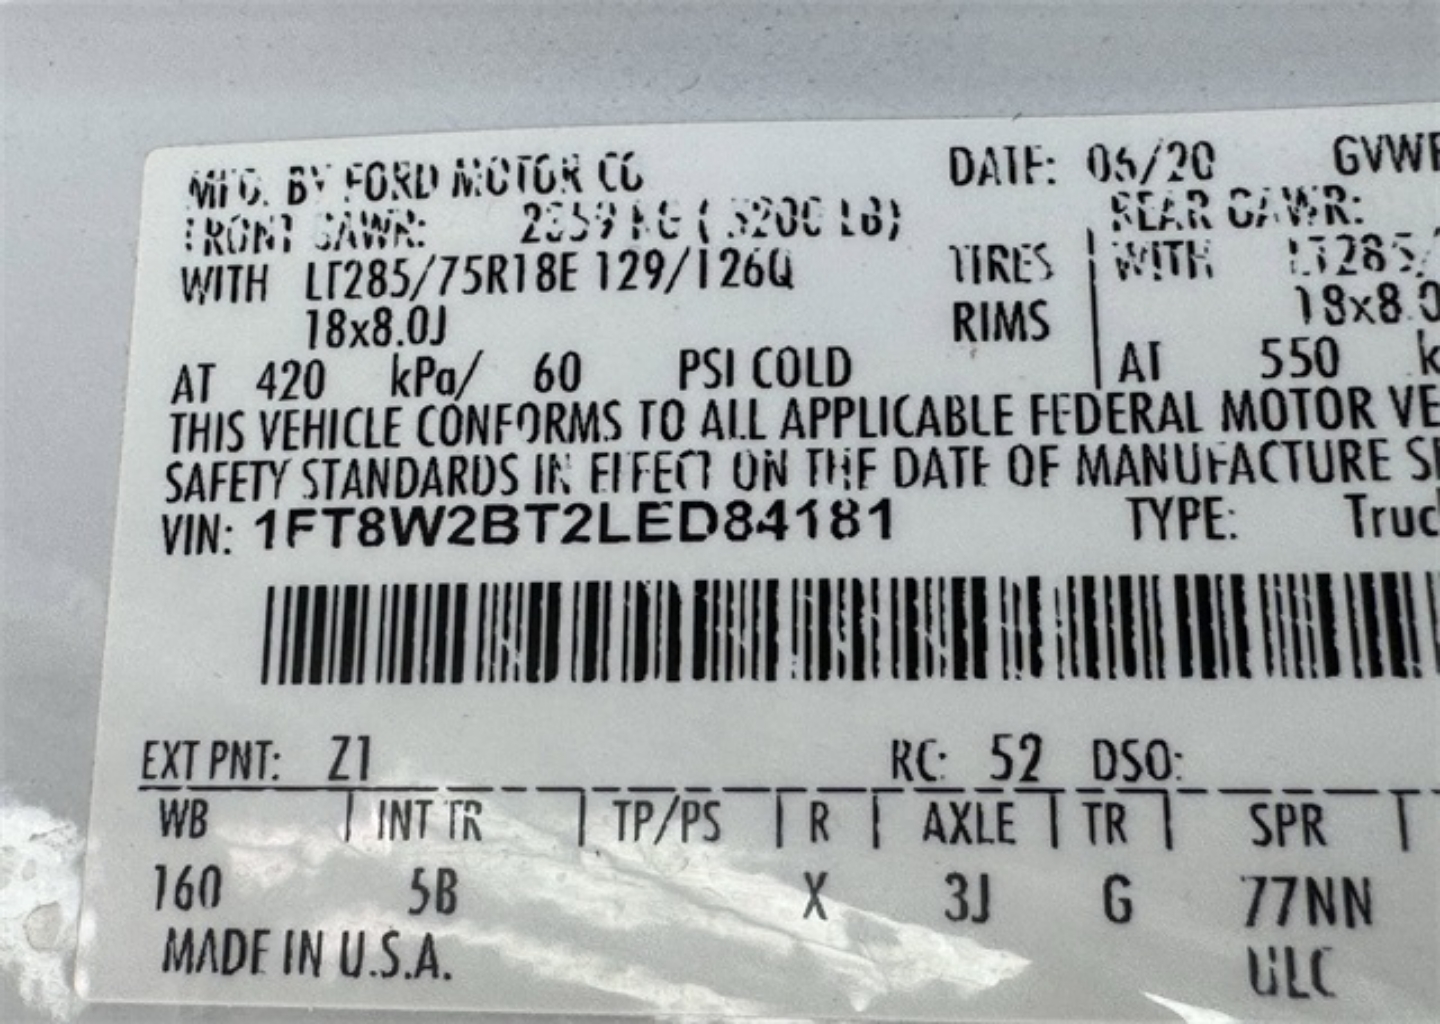 MFG. BY FORD MOTOR CO DATE: 06/20 GVWR
FRONT GAWR: 2359 KG ( 5200 LB) REAR GAWR:
WITH LT285/75R18E 129/126Q TIRES WITH LT285/
18x8.0J RIMS 18x8.0
AT 420 kPa/ 60 PSI COLD AT 550 k
THIS VEHICLE CONFORMS TO ALL APPLICABLE FEDERAL MOTOR VE
SAFETY STANDARDS IN EFFECT ON THE DATE OF MANUFACTURE S
VIN: 1FT8W2BT2LED84181 TYPE: Truc
EXT PNT: Z1 RC: 52 DSO:
WB INT TR TP/PS R AXLE TR SPR
160 5B X 3J G 77NN
MADE IN U.S.A. ULC